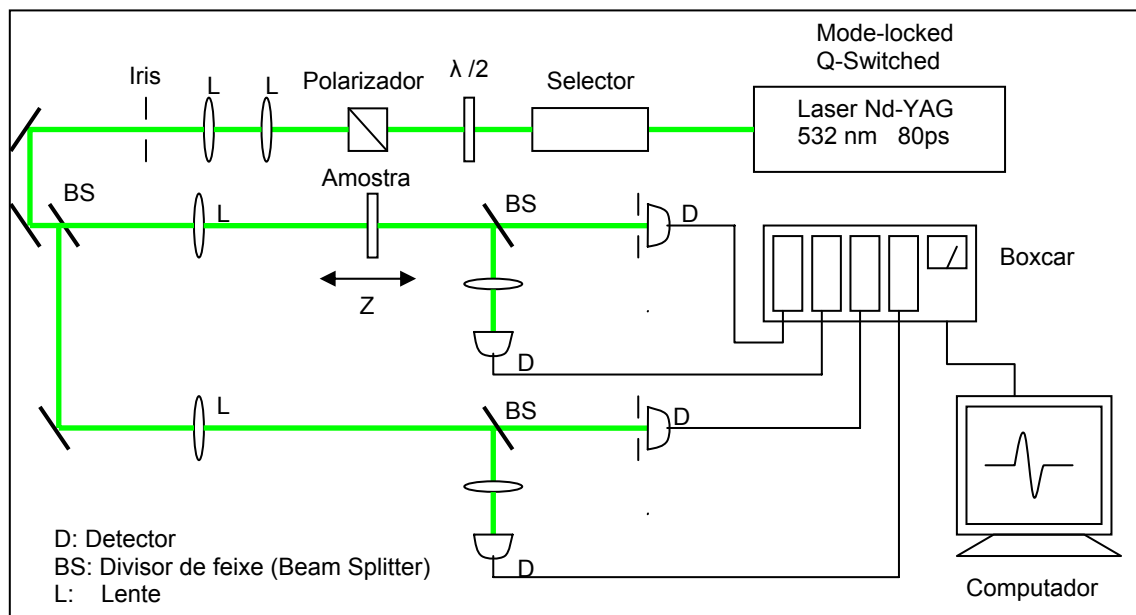 Mode-locked
Q-Switched
Iris
L
L
Polarizador
λ /2
Selector
Laser Nd-YAG
532 nm 80ps
BS
L
Amostra
BS
D
Z
D
Boxcar
L
BS
D
D
D: Detector
BS: Divisor de feixe (Beam Splitter)
L: Lente
Computador